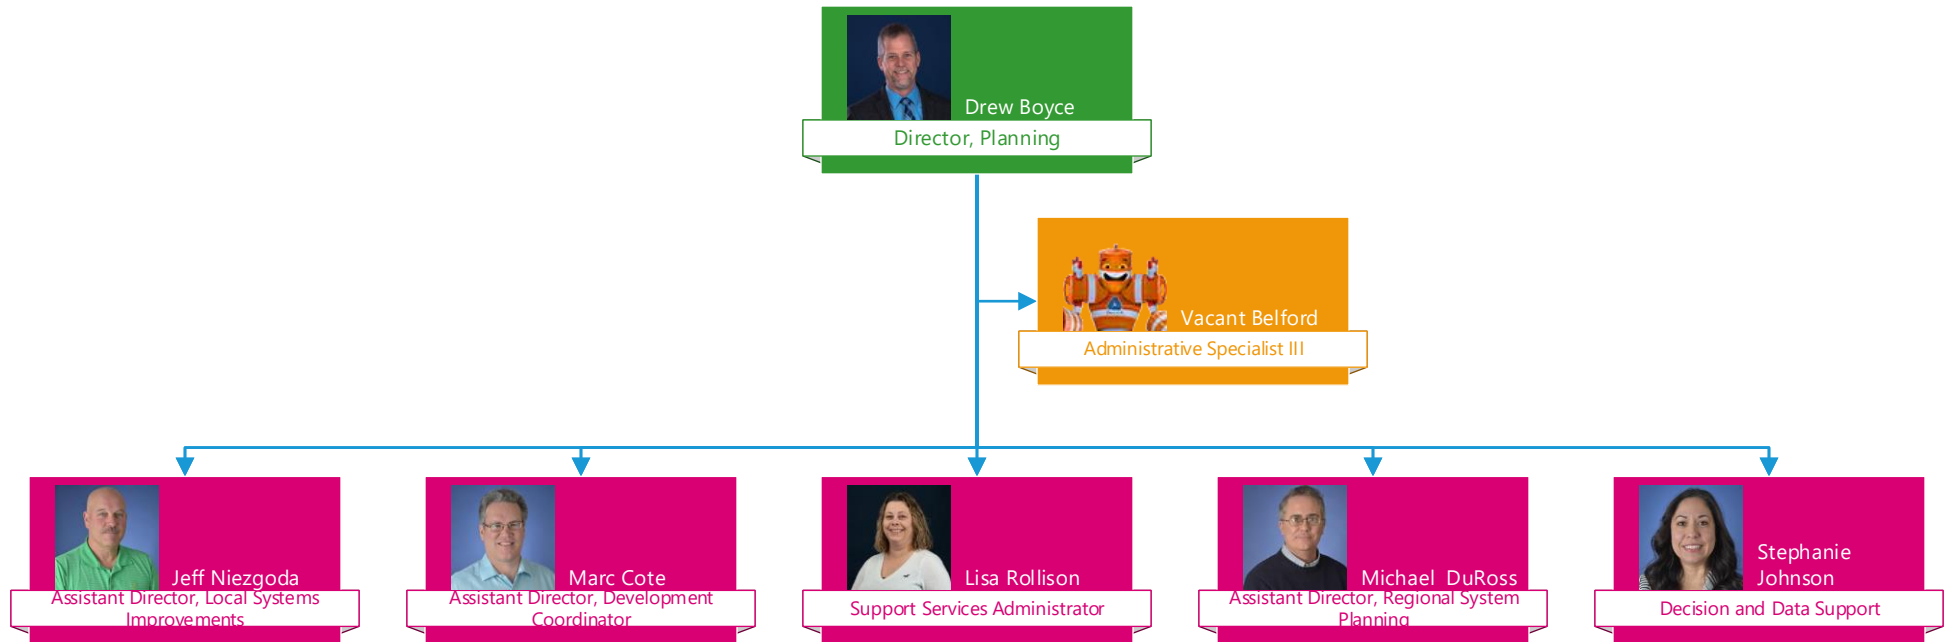 Drew Boyce
Director, Planning
Vacant Belford
Administrative Specialist III
Jeff Niezgoda
Assistant Director, Local Systems
Improvements
Marc Cote
Assistant Director, Development
Coordinator
Lisa Rollison
Support Services Administrator
Michael  DuRoss
Assistant Director, Regional System
Planning
Stephanie
Johnson
Decision and Data Support